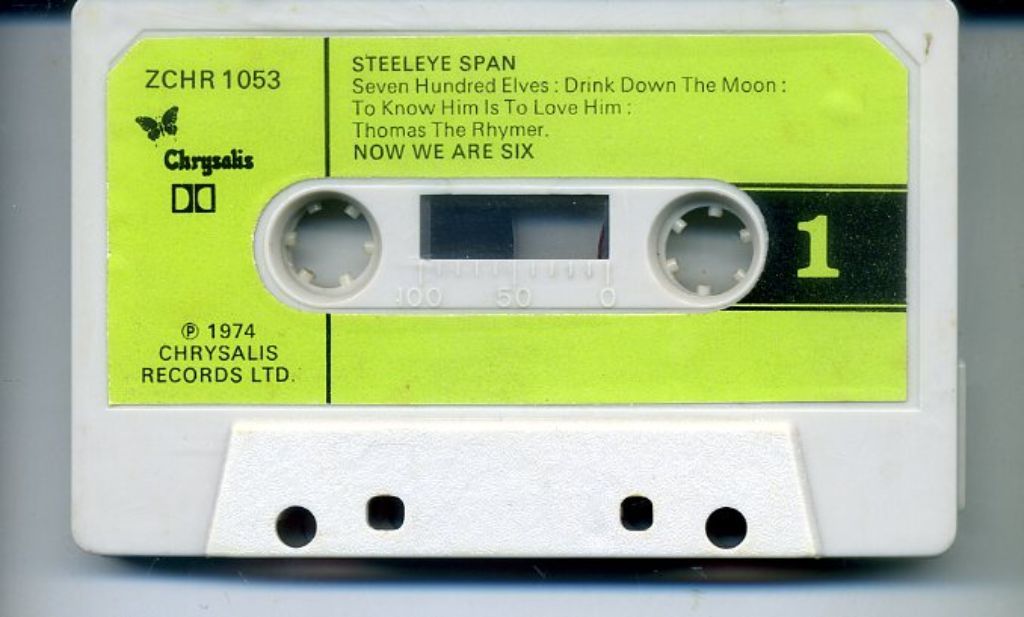 ZCHR 1053
Chrysalis
℗ 1974
CHRYSALIS
RECORDS LTD.
STEELEYE SPAN
Seven Hundred Elves : Drink Down The Moon :
To Know Him Is To Love Him :
Thomas The Rhymer.
NOW WE ARE SIX
1
100 50 0